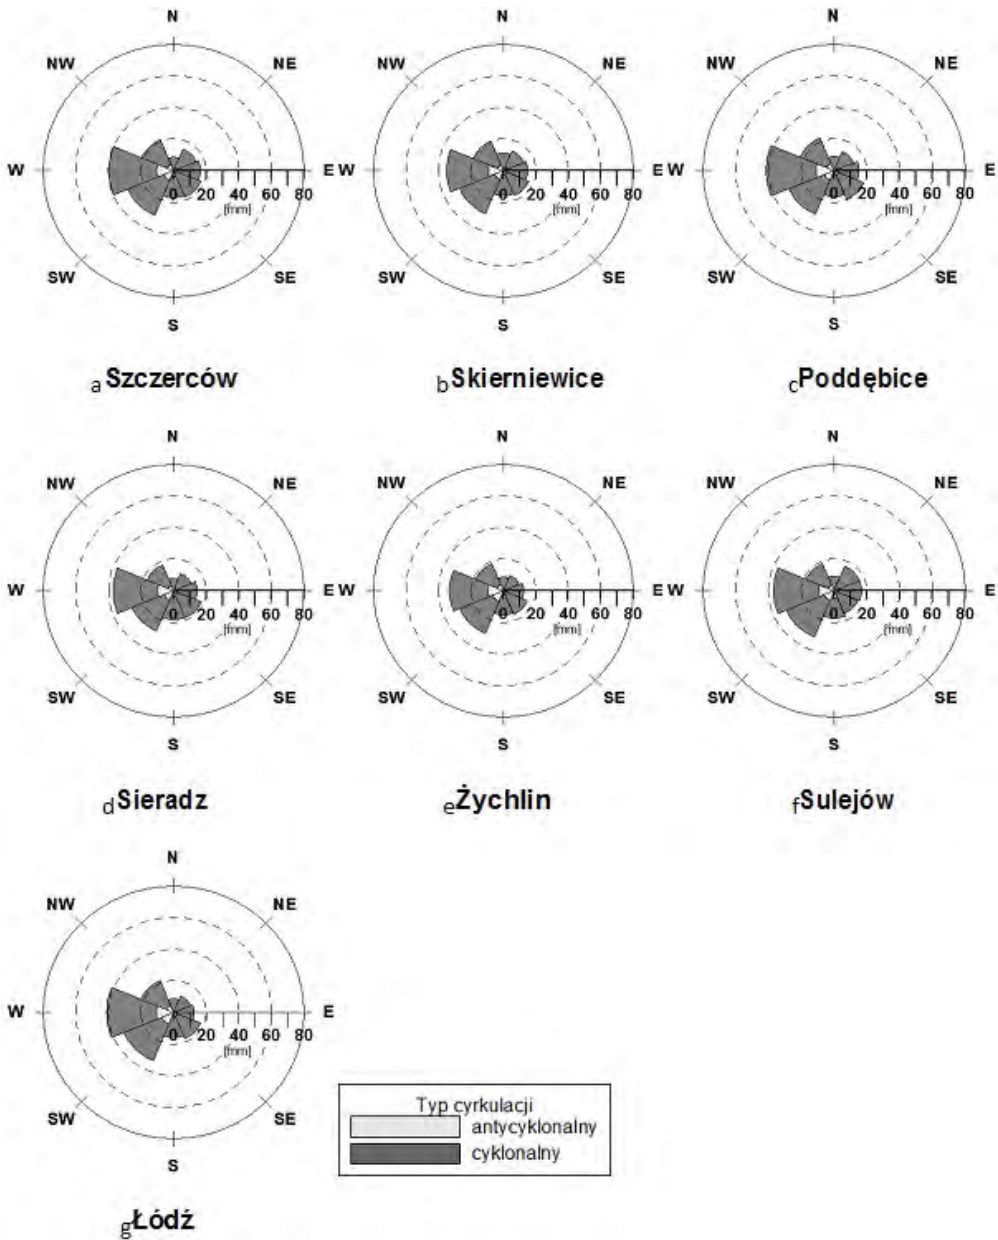 N N N
NW NE NW NE NW NE
W E W E W E
0 20 40 60 80 0 20 40 60 80 0 20 40 60 80
[mm] [mm] [mm]
SW SE SW SE SW SE
S S S
a Szczerców b Skierniewice c Poddębice
N N N
NW NE NW NE NW NE
W E W E W E
0 20 40 60 80 0 20 40 60 80 0 20 40 60 80
[mm] [mm] [mm]
SW SE SW SE SW SE
S S S
d Sieradz e Żychlin f Sulejów
N
NW NE
W E
0 20 40 60 80
[mm]
SW SE
S
g Łódź
Typ cyrkulacji
antycyklonalny
cyklonalny